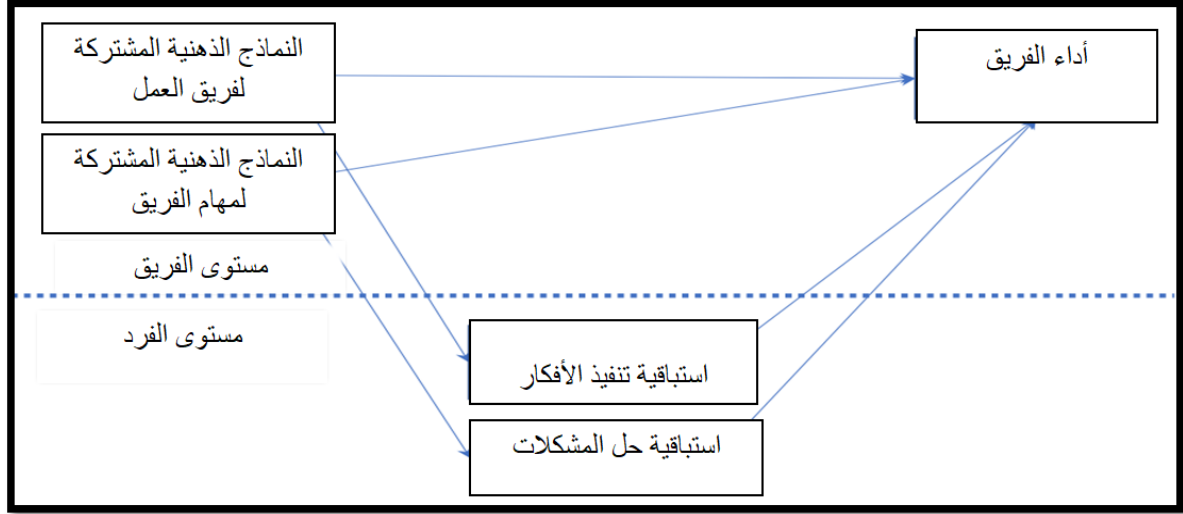 النماذج الذهنية المشتركة
لفريق العمل
أداء الفريق
النماذج الذهنية المشتركة
لمهام الفريق
مستوى الفريق
مستوى الفرد
استباقية تنفيذ الأفكار
استباقية حل المشكلات